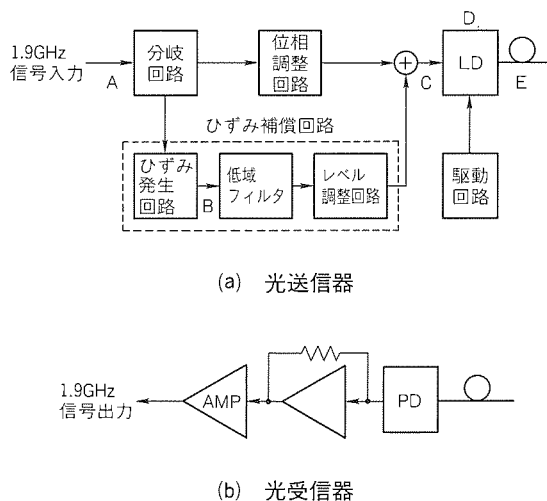 1.9GHz
信号入力
A
分岐
回路
位相
調整
回路
C
D
LD
E
ひずみ補償回路
ひずみ
発生
回路
B
低域
フィルタ
レベル
調整回路
駆動
回路
(a) 光送信器
1.9GHz
信号出力
AMP
PD
(b) 光受信器